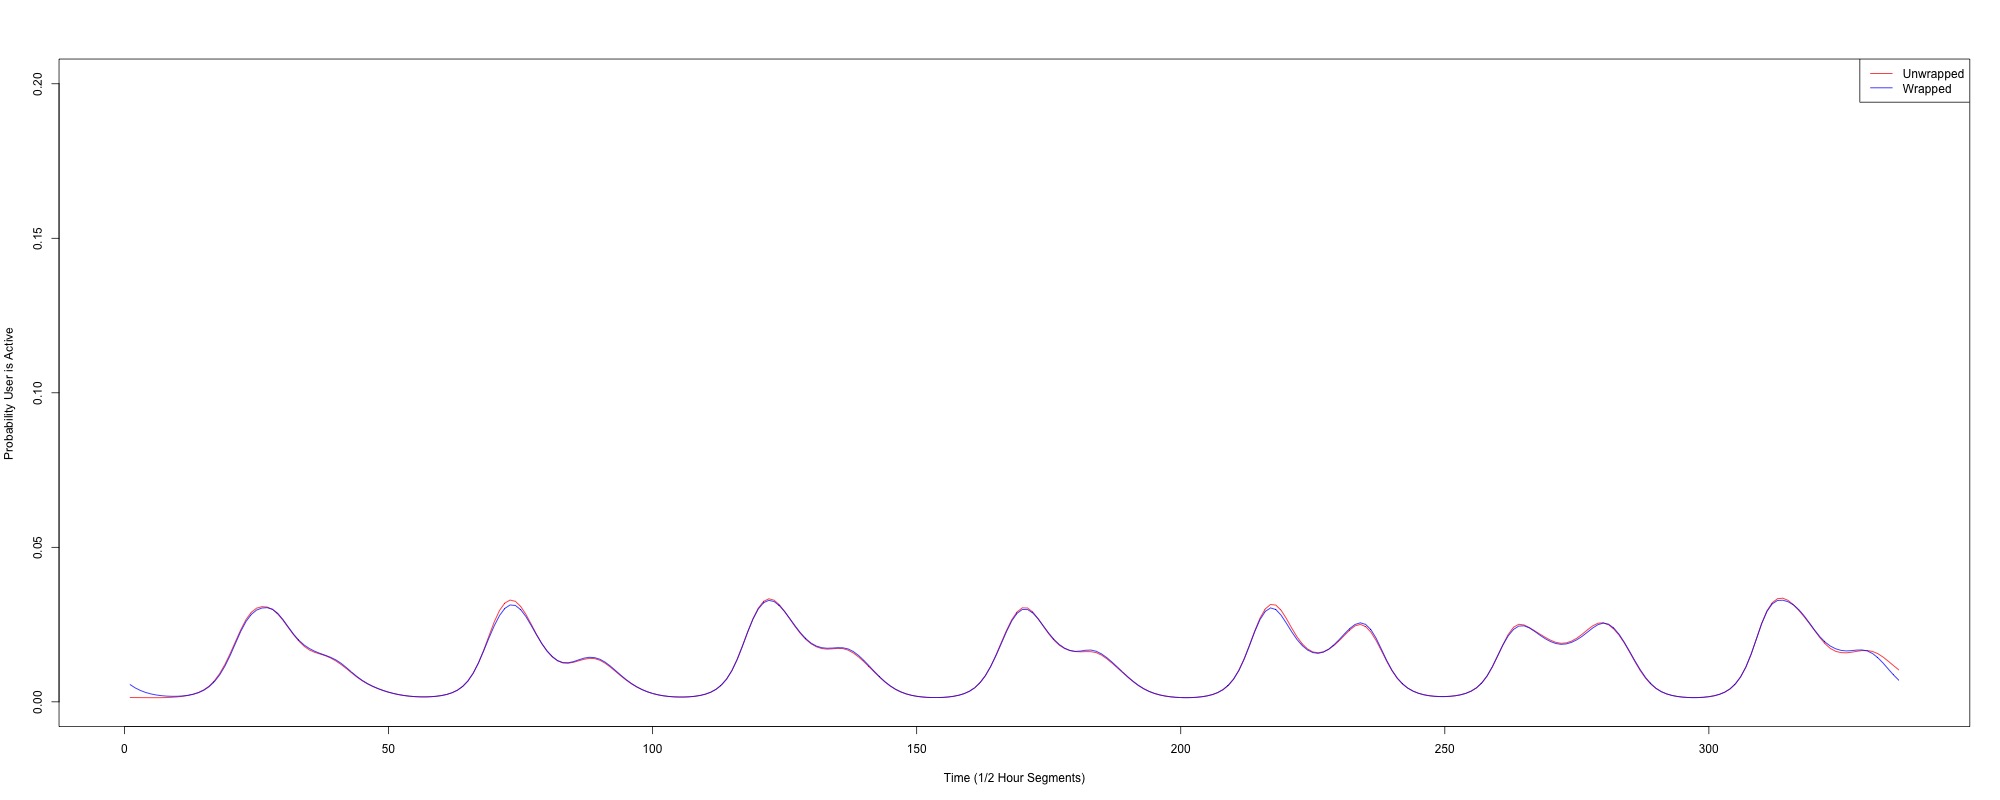 Unwrapped
Wrapped
0.20
0.15
0.10
0.05
0.00
Probability User is Active
0 50 100 150 200 250 300
Time (1/2 Hour Segments)